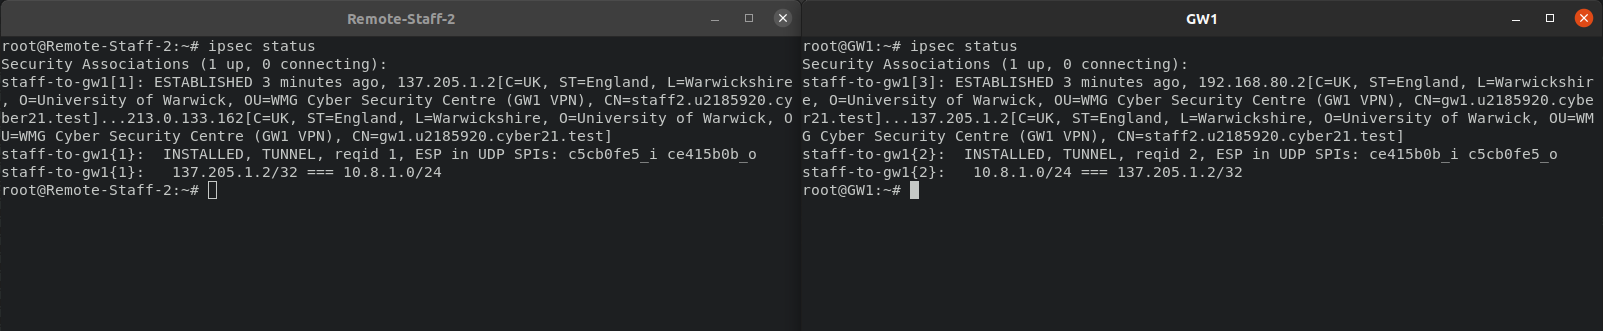 Remote-Staff-2
root@Remote-Staff-2:~# ipsec status
Security Associations (1 up, 0 connecting):
staff-to-gw1[1]: ESTABLISHED 3 minutes ago, 137.205.1.2[C=UK, ST=England, L=Warwickshire
, O=University of Warwick, OU=WMG Cyber Security Centre (GW1 VPN), CN=staff2.u2185920.cy
ber21.test]...213.0.133.162[C=UK, ST=England, L=Warwickshire, O=University of Warwick, O
U=WMG Cyber Security Centre (GW1 VPN), CN=gw1.u2185920.cyber21.test]
staff-to-gw1{1}:  INSTALLED, TUNNEL, reqid 1, ESP in UDP SPIs: c5cb0fe5_i ce415b0b_o
staff-to-gw1{1}:   137.205.1.2/32 === 10.8.1.0/24
root@Remote-Staff-2:~#
GW1
root@GW1:~# ipsec status
Security Associations (1 up, 0 connecting):
staff-to-gw1[3]: ESTABLISHED 3 minutes ago, 192.168.80.2[C=UK, ST=England, L=Warwickshir
e, O=University of Warwick, OU=WMG Cyber Security Centre (GW1 VPN), CN=gw1.u2185920.cybe
r21.test]...137.205.1.2[C=UK, ST=England, L=Warwickshire, O=University of Warwick, OU=WM
G Cyber Security Centre (GW1 VPN), CN=staff2.u2185920.cyber21.test]
staff-to-gw1{2}:  INSTALLED, TUNNEL, reqid 2, ESP in UDP SPIs: ce415b0b_i c5cb0fe5_o
staff-to-gw1{2}:   10.8.1.0/24 === 137.205.1.2/32
root@GW1:~#